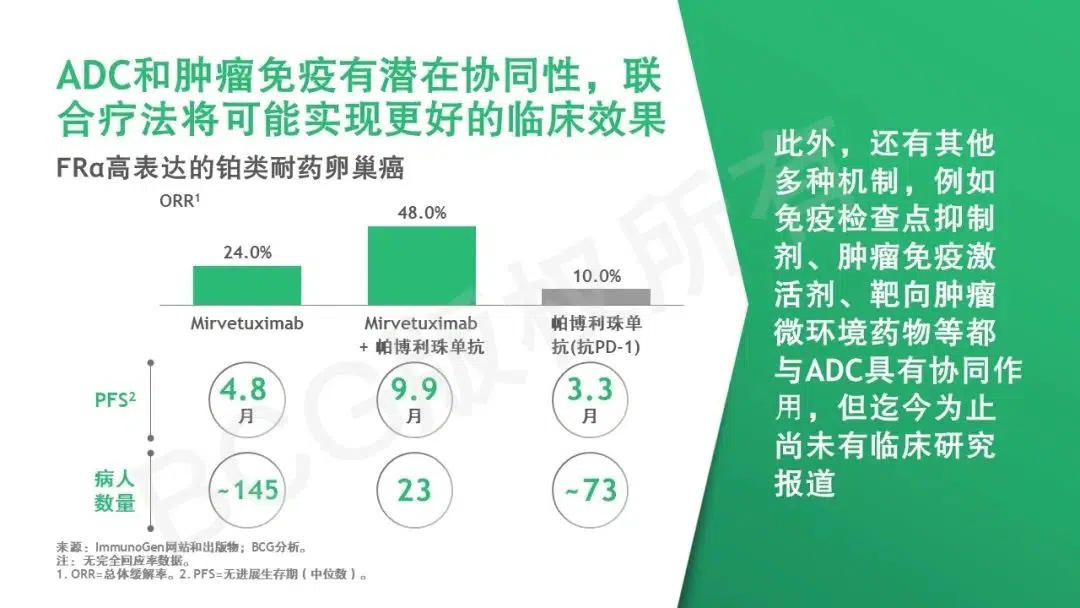 ADC和肿瘤免疫有潜在协同性，联
合疗法将可能实现更好的临床效果
FRα高表达的铂类耐药卵巢癌
ORR1
24.0%
48.0%
10.0%
Mirvetuximab
Mirvetuximab
+ 帕博利珠单抗
帕博利珠单
抗(抗PD-1)
PFS2
4.8
月
9.9
月
3.3
月
病人
数量
~145
23
~73
来源：ImmunoGen网站和出版物；BCG分析。
注：无完全回应率数据。
1. ORR=总体缓解率。2. PFS=无进展生存期（中位数）。
此外，还有其他
多种机制，例如
免疫检查点抑制
剂、肿瘤免疫激
活剂、靶向肿瘤
微环境药物等都
与ADC具有协同作
用，但迄今为止
尚未有临床研究
报道
BCG版权所有